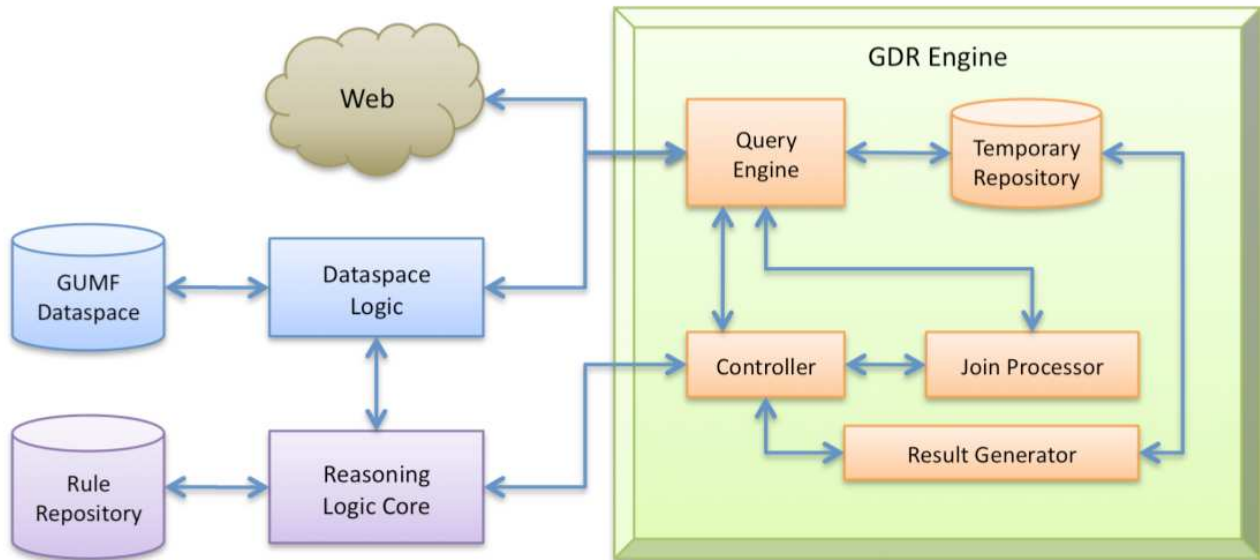 GDR Engine
Web
Query
Engine
Temporary
Repository
GUMF
Dataspace
Dataspace
Logic
Controller
Join Processor
Rule
Repository
Reasoning
Logic Core
Result Generator